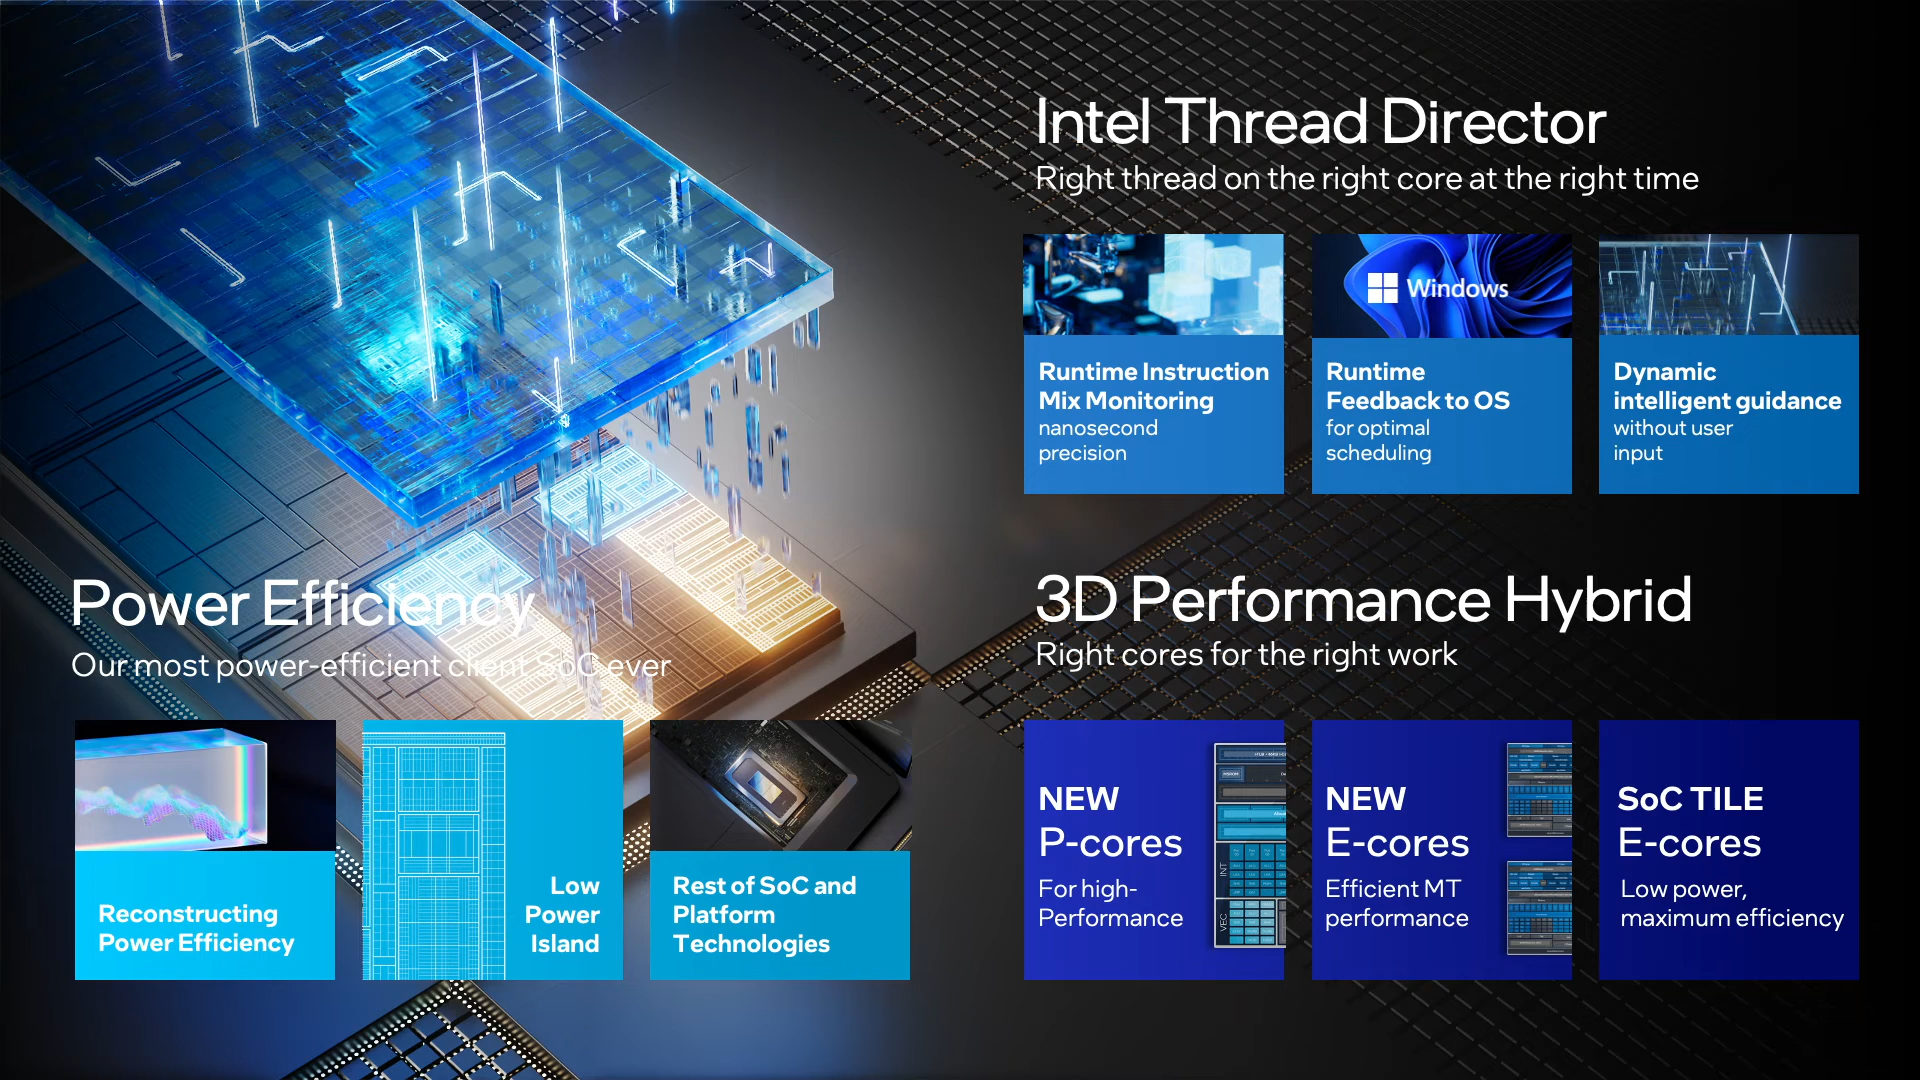 Intel Thread Director
Right thread on the right core at the right time
Windows
Runtime Instruction
Mix Monitoring
nanosecond
precision
Runtime
Feedback to OS
for optimal
scheduling
Dynamic
intelligent guidance
without user
input
Power Efficiency
Our most power-efficient client SoC ever
Reconstructing
Power Efficiency
Low
Power
Island
Rest of SoC and
Platform
Technologies
3D Performance Hybrid
Right cores for the right work
NEW
P-cores
For high-
Performance
INT
VEC
NEW
E-cores
Efficient MT
performance
SoC TILE
E-cores
Low power,
maximum efficiency